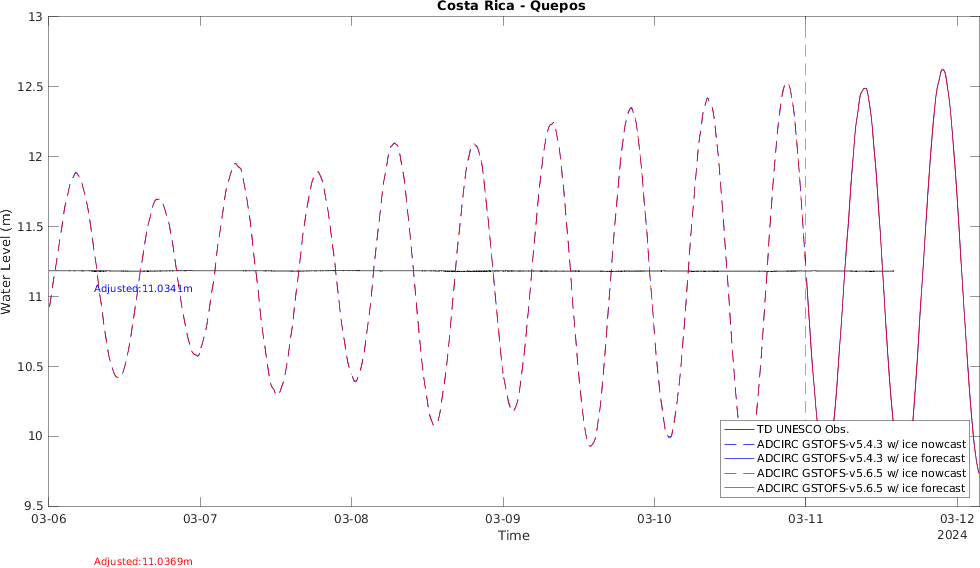 Costa Rica - Quepos
13
12.5
12
11.5
11
10.5
10
9.5
Water Level (m)
Adjusted:11.0341m
TD UNESCO Obs.
ADCIRC GSTOFS-v5.4.3 w/ ice nowcast
ADCIRC GSTOFS-v5.4.3 w/ ice forecast
ADCIRC GSTOFS-v5.6.5 w/ ice nowcast
ADCIRC GSTOFS-v5.6.5 w/ ice forecast
03-06 03-07 03-08 03-09 03-10 03-11 03-12
2024
Time
Adjusted:11.0369m